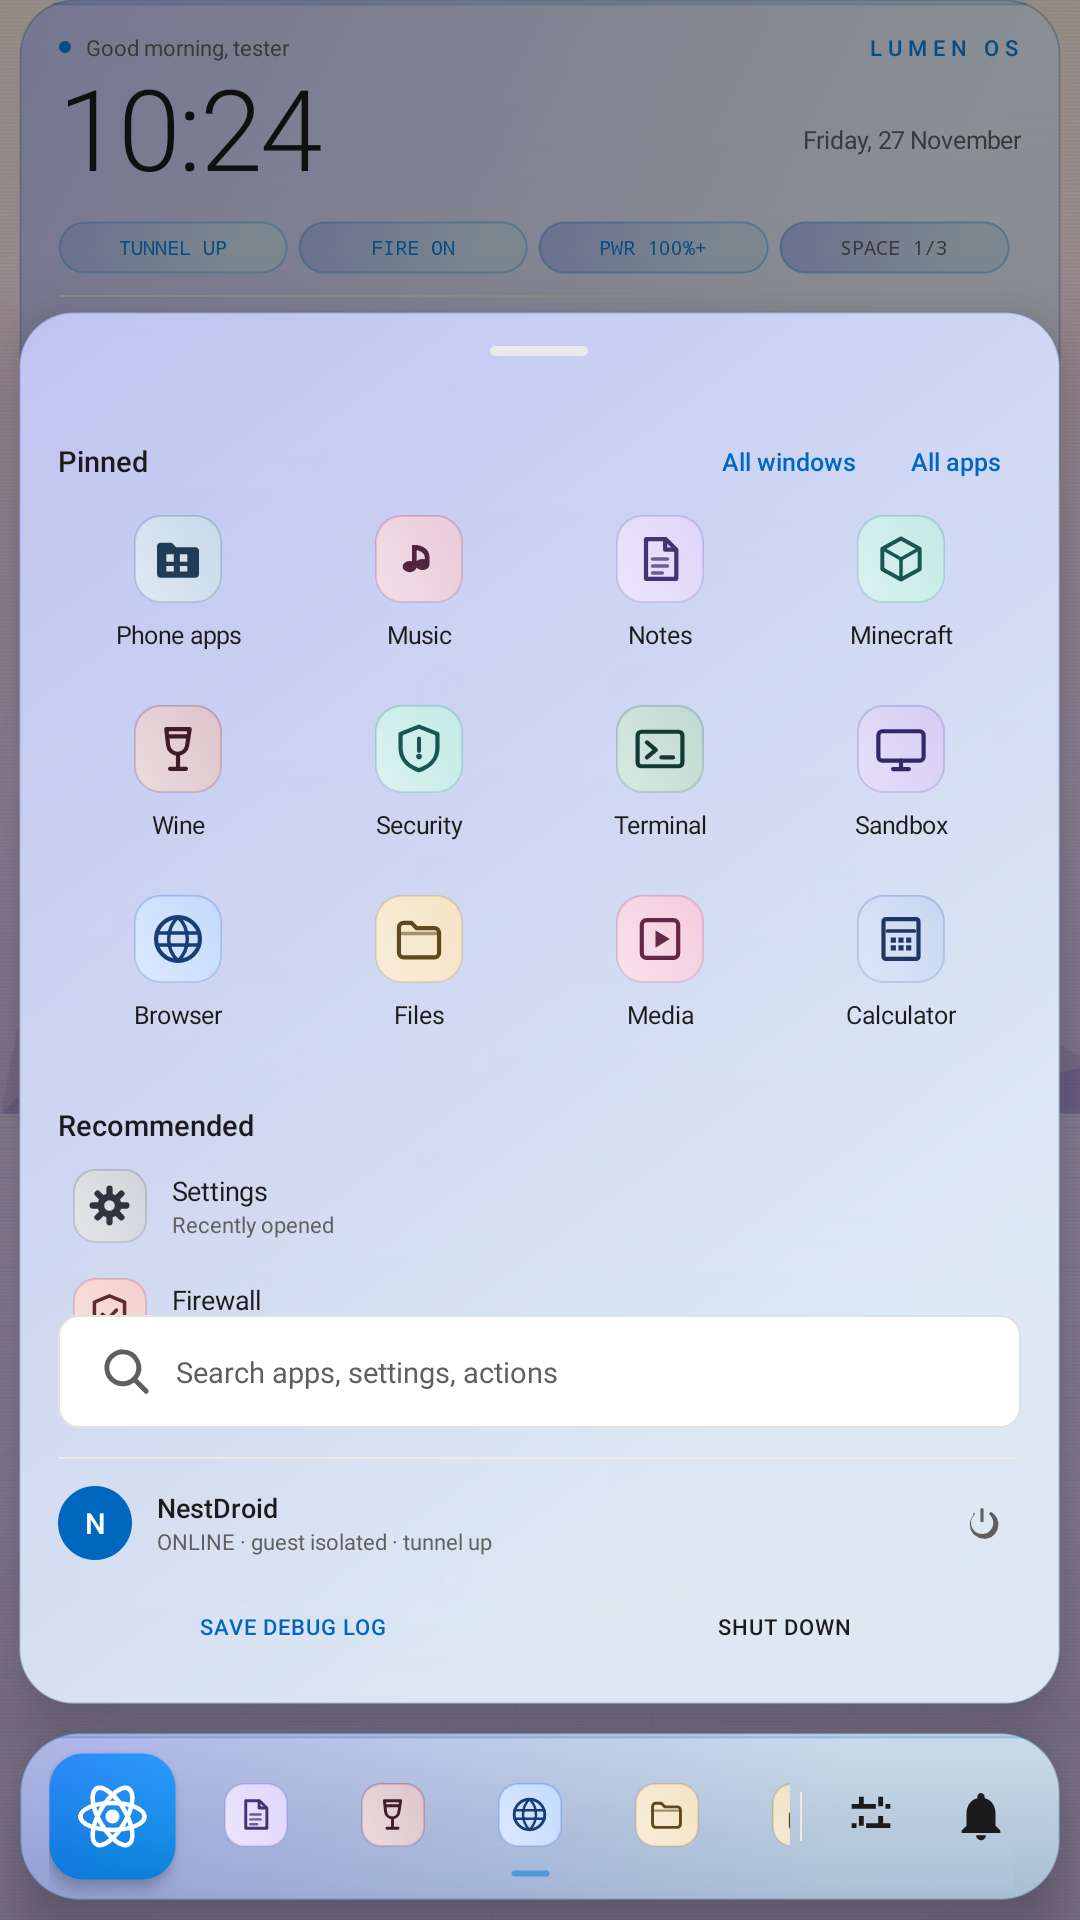 Good morning, tester
LUMEN OS
10:24
Friday, 27 November
TUNNEL UP
FIRE ON
PWR 100%+
SPACE 1/3
Pinned
All windows
All apps
Phone apps
Music
Notes
Minecraft
Wine
Security
Terminal
Sandbox
Browser
Files
Media
Calculator
Recommended
Settings
Recently opened
Firewall
Search apps, settings, actions
N
NestDroid
ONLINE · guest isolated · tunnel up
SAVE DEBUG LOG
SHUT DOWN